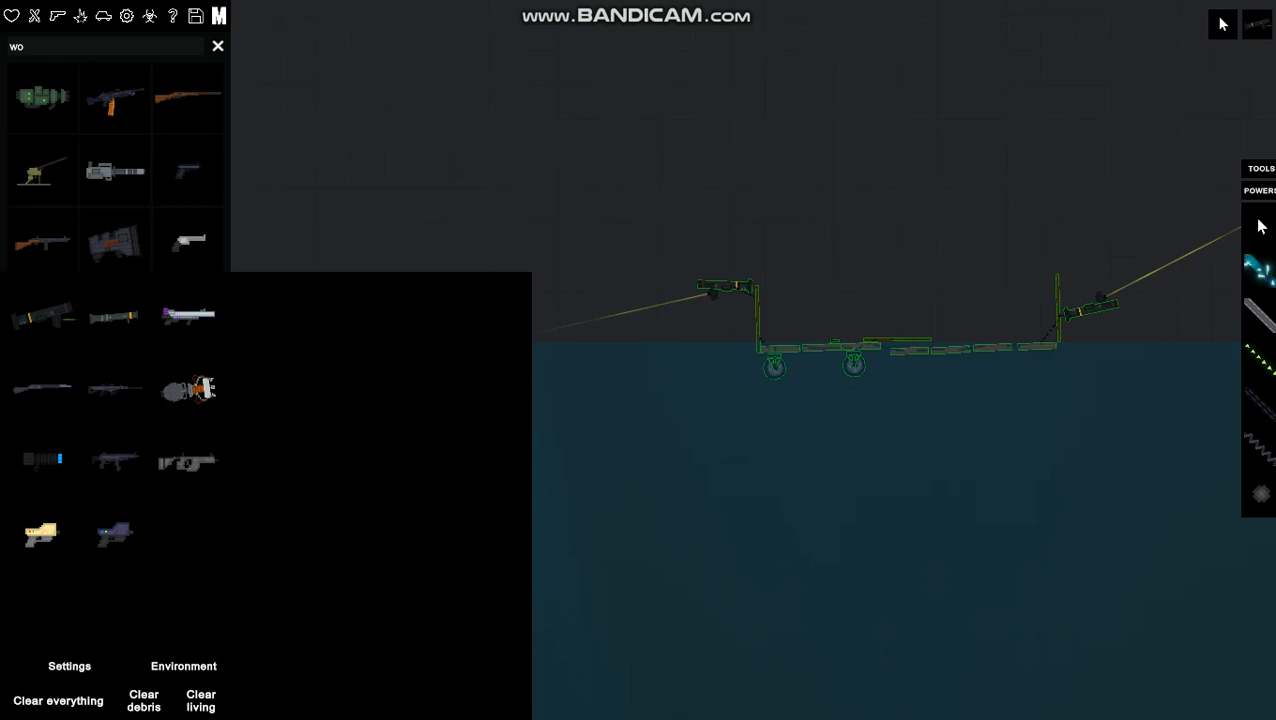 www.BANDICAM.com
wo
TOOLS
POWERS
Settings
Environment
Clear everything
Clear
debris
Clear
living